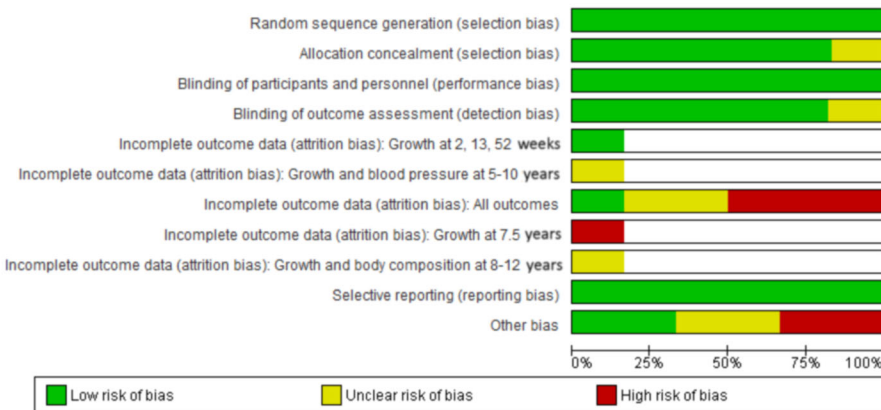 Random sequence generation (selection bias)
Allocation concealment (selection bias)
Blinding of participants and personnel (performance bias)
Blinding of outcome assessment (detection bias)
Incomplete outcome data (attrition bias): Growth at 2, 13, 52 weeks
Incomplete outcome data (attrition bias): Growth and blood pressure at 5-10 years
Incomplete outcome data (attrition bias): All outcomes
Incomplete outcome data (attrition bias): Growth at 7.5 years
Incomplete outcome data (attrition bias): Growth and body composition at 8-12 years
Selective reporting (reporting bias)
Other bias
0% 25% 50% 75% 100%
Low risk of bias Unclear risk of bias High risk of bias